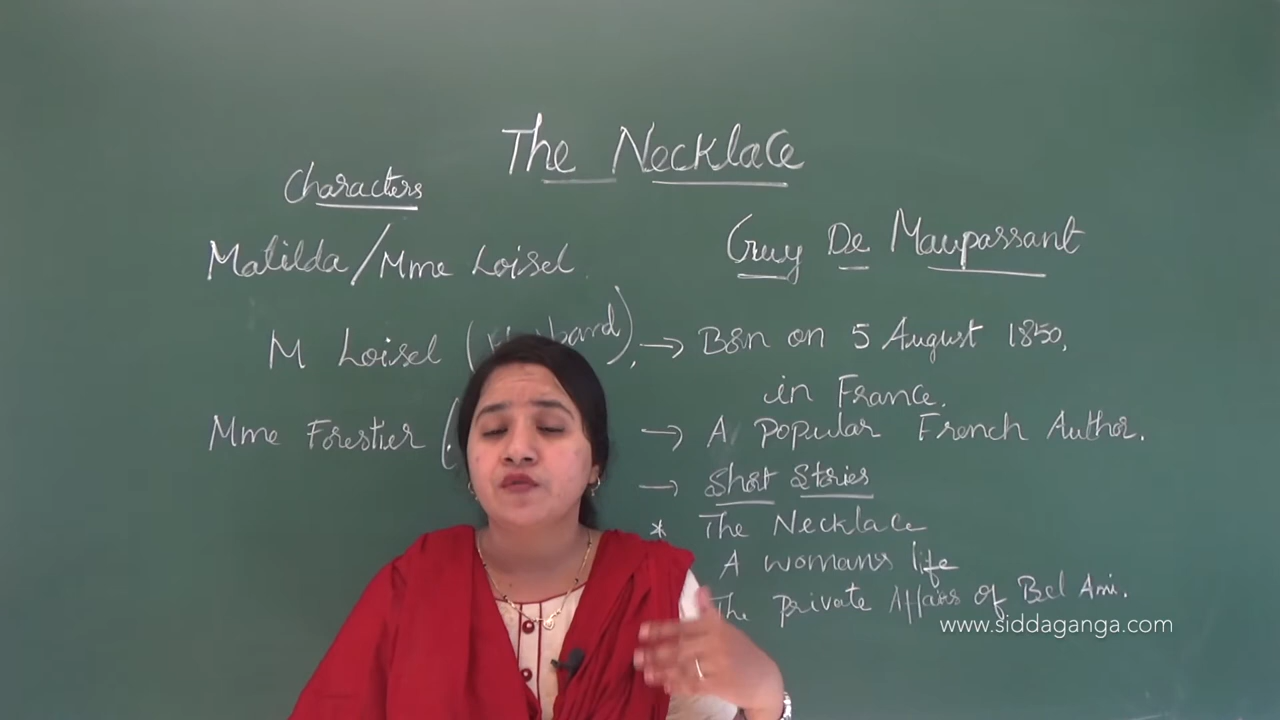 The Necklace
Characters
Matilda/Mme Loisel.
M Loisel (
Mme Forestier (
Guy De Maupassant
→ Born on 5 August 1850,
in France.
→ A popular French Author.
→ Short Stories
* The Necklace
A womans life
The private Affairs of Bel Ami.
www.siddaganga.com